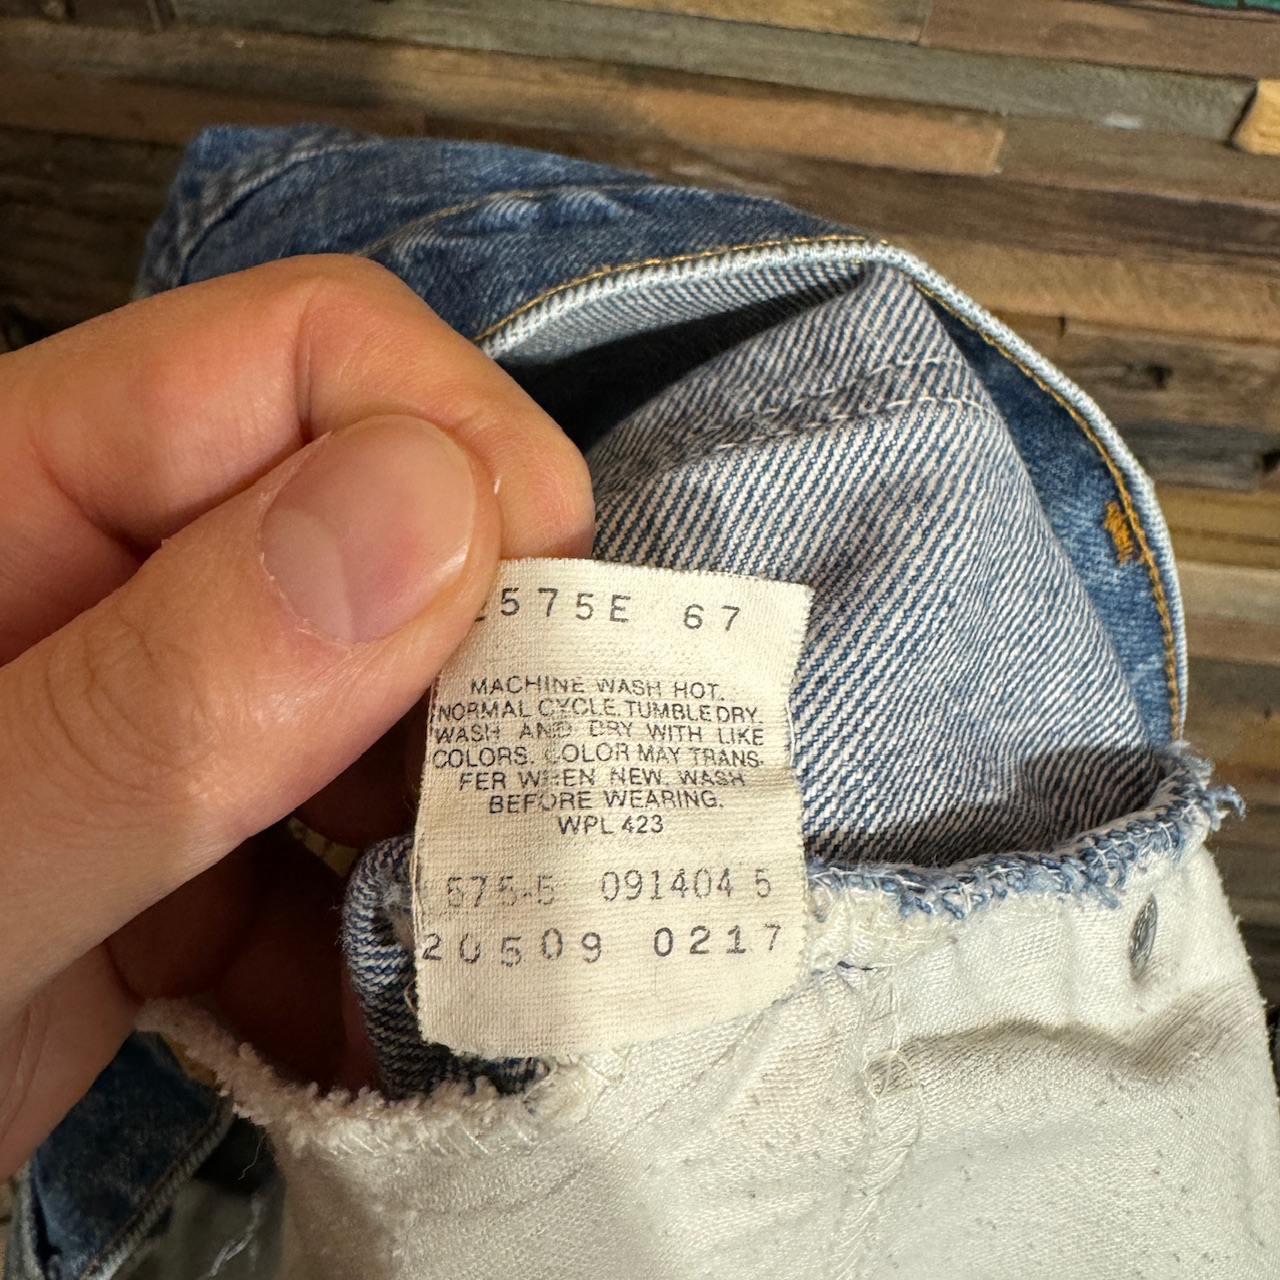 575E 67
MACHINE WASH HOT.
NORMAL CYCLE. TUMBLE DRY.
WASH AND DRY WITH LIKE
COLORS. COLOR MAY TRANS-
FER WHEN NEW. WASH
BEFORE WEARING.
WPL 423
575-5 091404 5
20509 0217